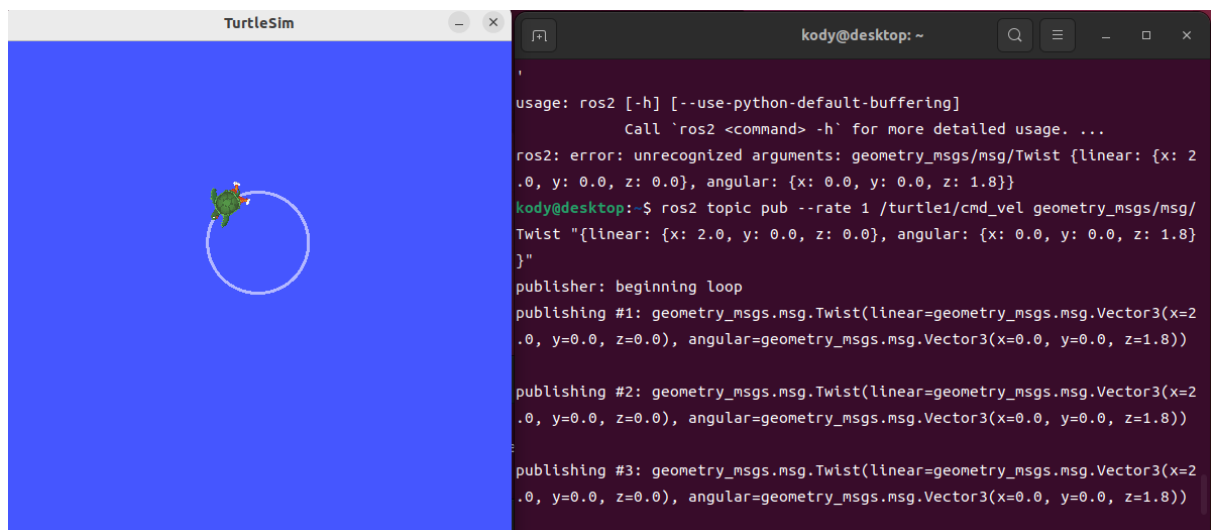 TurtleSim
kody@desktop: ~
'
usage: ros2 [-h] [--use-python-default-buffering]
Call `ros2 <command> -h` for more detailed usage. ...
ros2: error: unrecognized arguments: geometry_msgs/msg/Twist {linear: {x: 2
.0, y: 0.0, z: 0.0}, angular: {x: 0.0, y: 0.0, z: 1.8}}
kody@desktop:~$ ros2 topic pub --rate 1 /turtle1/cmd_vel geometry_msgs/msg/
Twist "{linear: {x: 2.0, y: 0.0, z: 0.0}, angular: {x: 0.0, y: 0.0, z: 1.8}
}"
publisher: beginning loop
publishing #1: geometry_msgs.msg.Twist(linear=geometry_msgs.msg.Vector3(x=2
.0, y=0.0, z=0.0), angular=geometry_msgs.msg.Vector3(x=0.0, y=0.0, z=1.8))
publishing #2: geometry_msgs.msg.Twist(linear=geometry_msgs.msg.Vector3(x=2
.0, y=0.0, z=0.0), angular=geometry_msgs.msg.Vector3(x=0.0, y=0.0, z=1.8))
publishing #3: geometry_msgs.msg.Twist(linear=geometry_msgs.msg.Vector3(x=2
.0, y=0.0, z=0.0), angular=geometry_msgs.msg.Vector3(x=0.0, y=0.0, z=1.8))